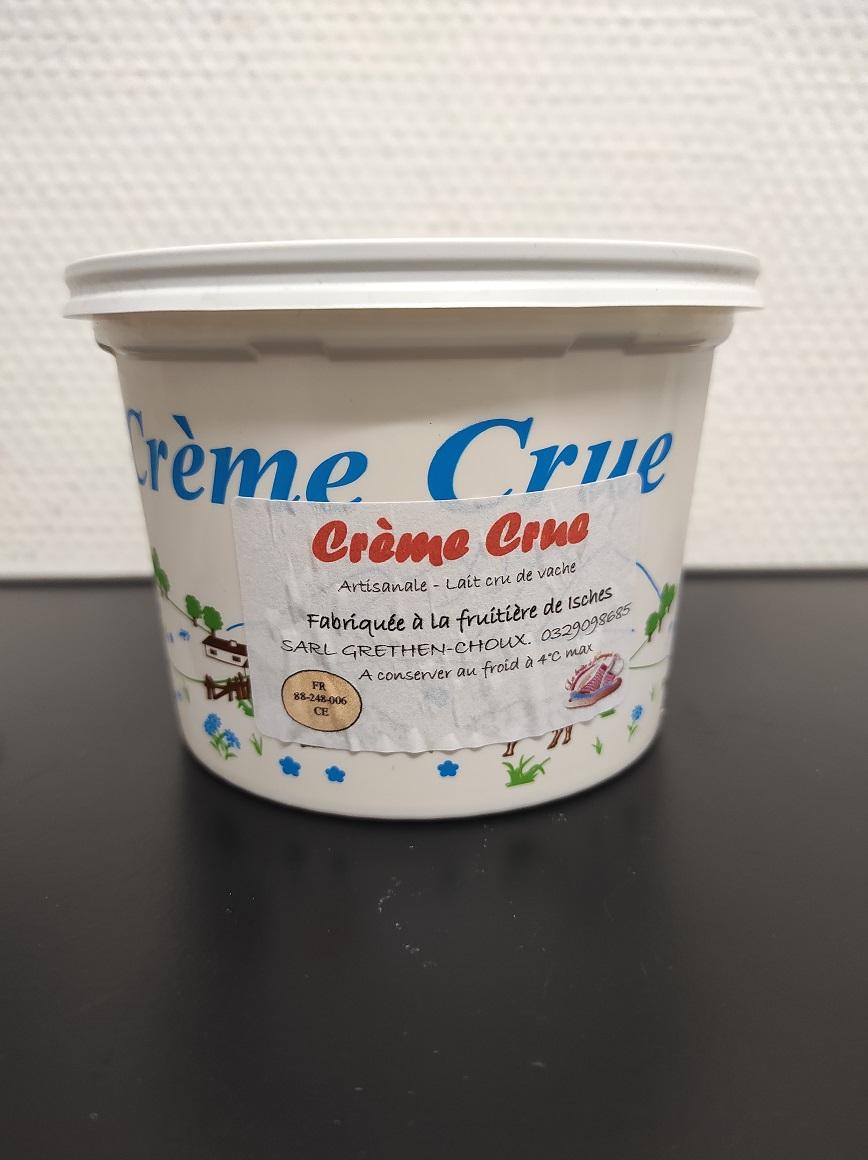 Crème Crue
Crème Crue
Artisanale - Lait cru de vache
Fabriquée à la fruitière de Isches
SARL GRETHEN-CHOUX. 0329098685
A conserver au froid à 4°C max
FR
88-248-006
CE